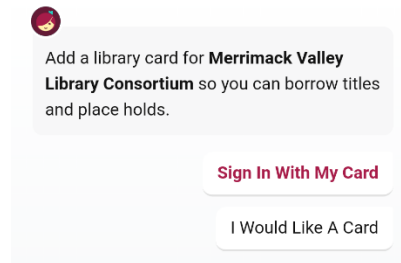 Add a library card for Merrimack Valley
Library Consortium so you can borrow titles
and place holds.
Sign In With My Card
I Would Like A Card